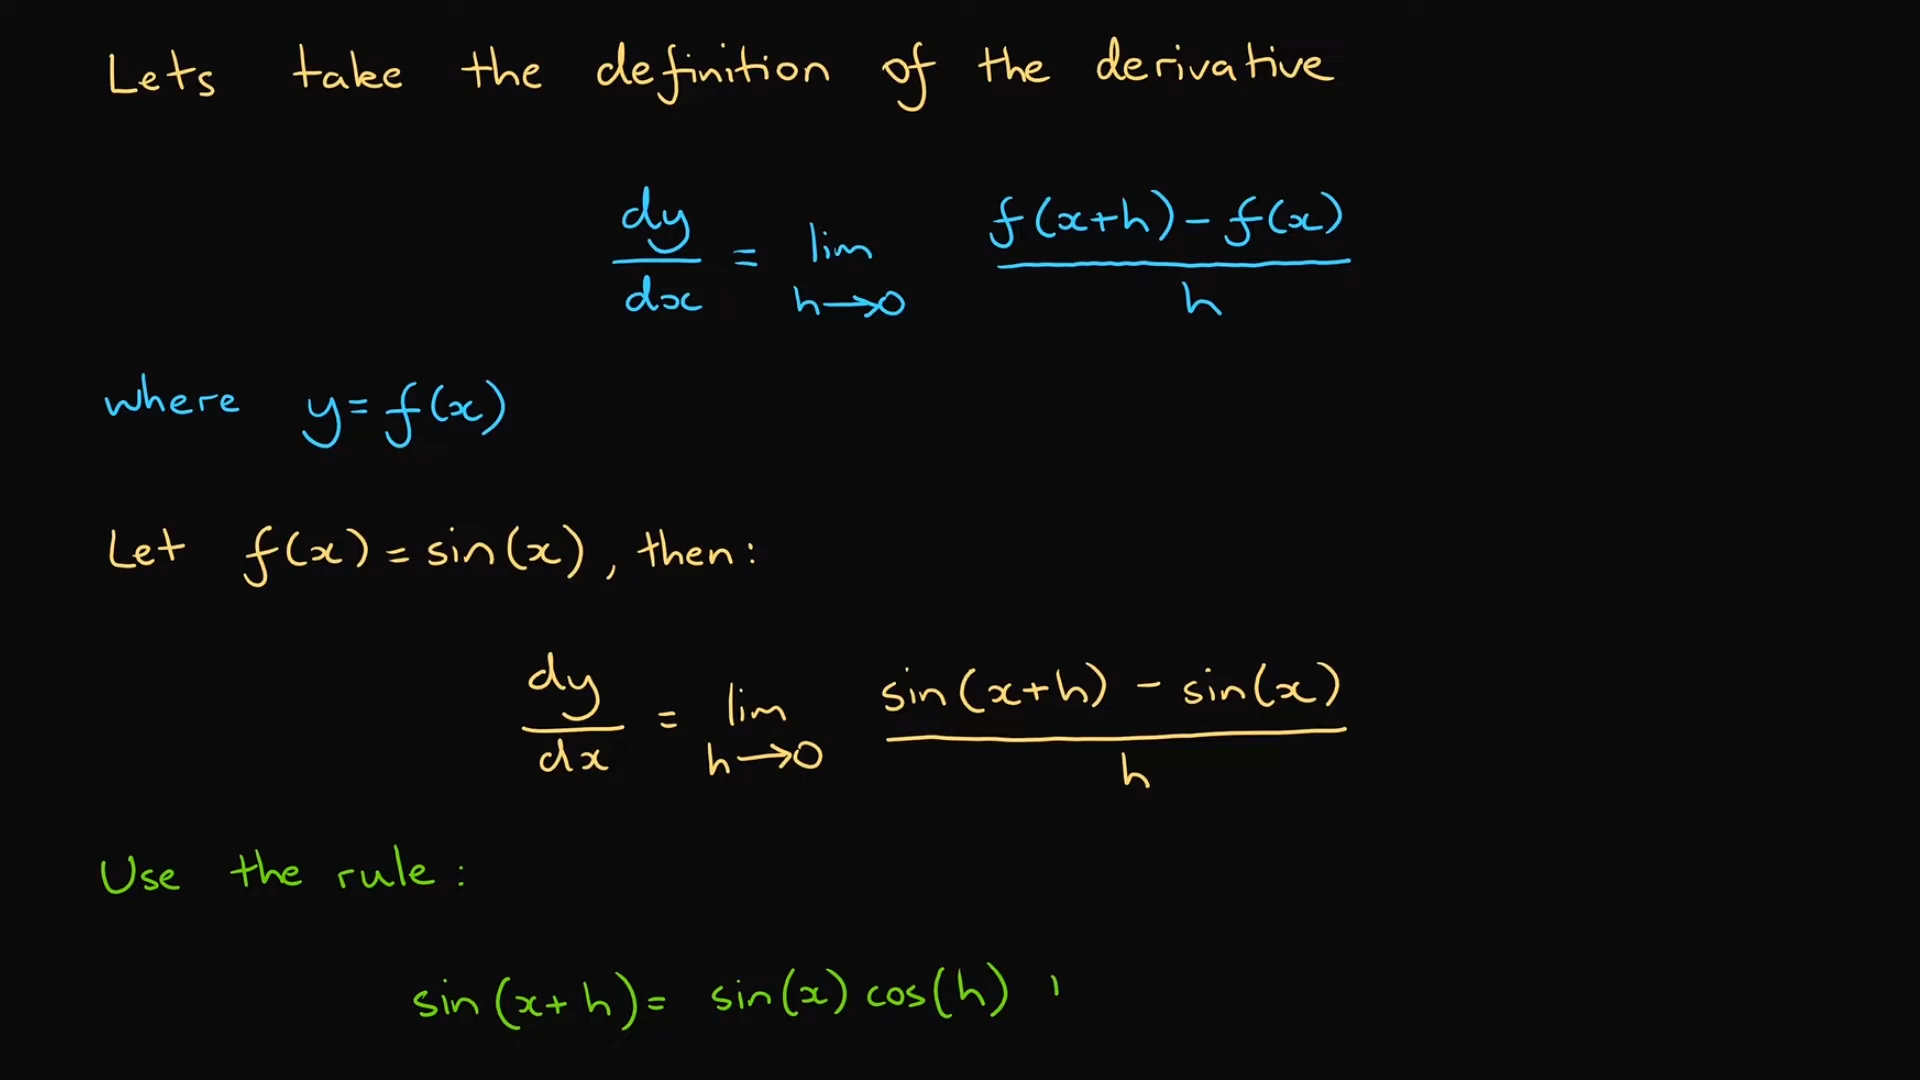 Lets take the definition of the derivative
dy/dx = lim h→0 f(x+h) - f(x) / h
where y = f(x)
Let f(x) = sin(x), then:
dy/dx = lim h→0 sin(x+h) - sin(x) / h
Use the rule:
sin(x+h) = sin(x) cos(h)